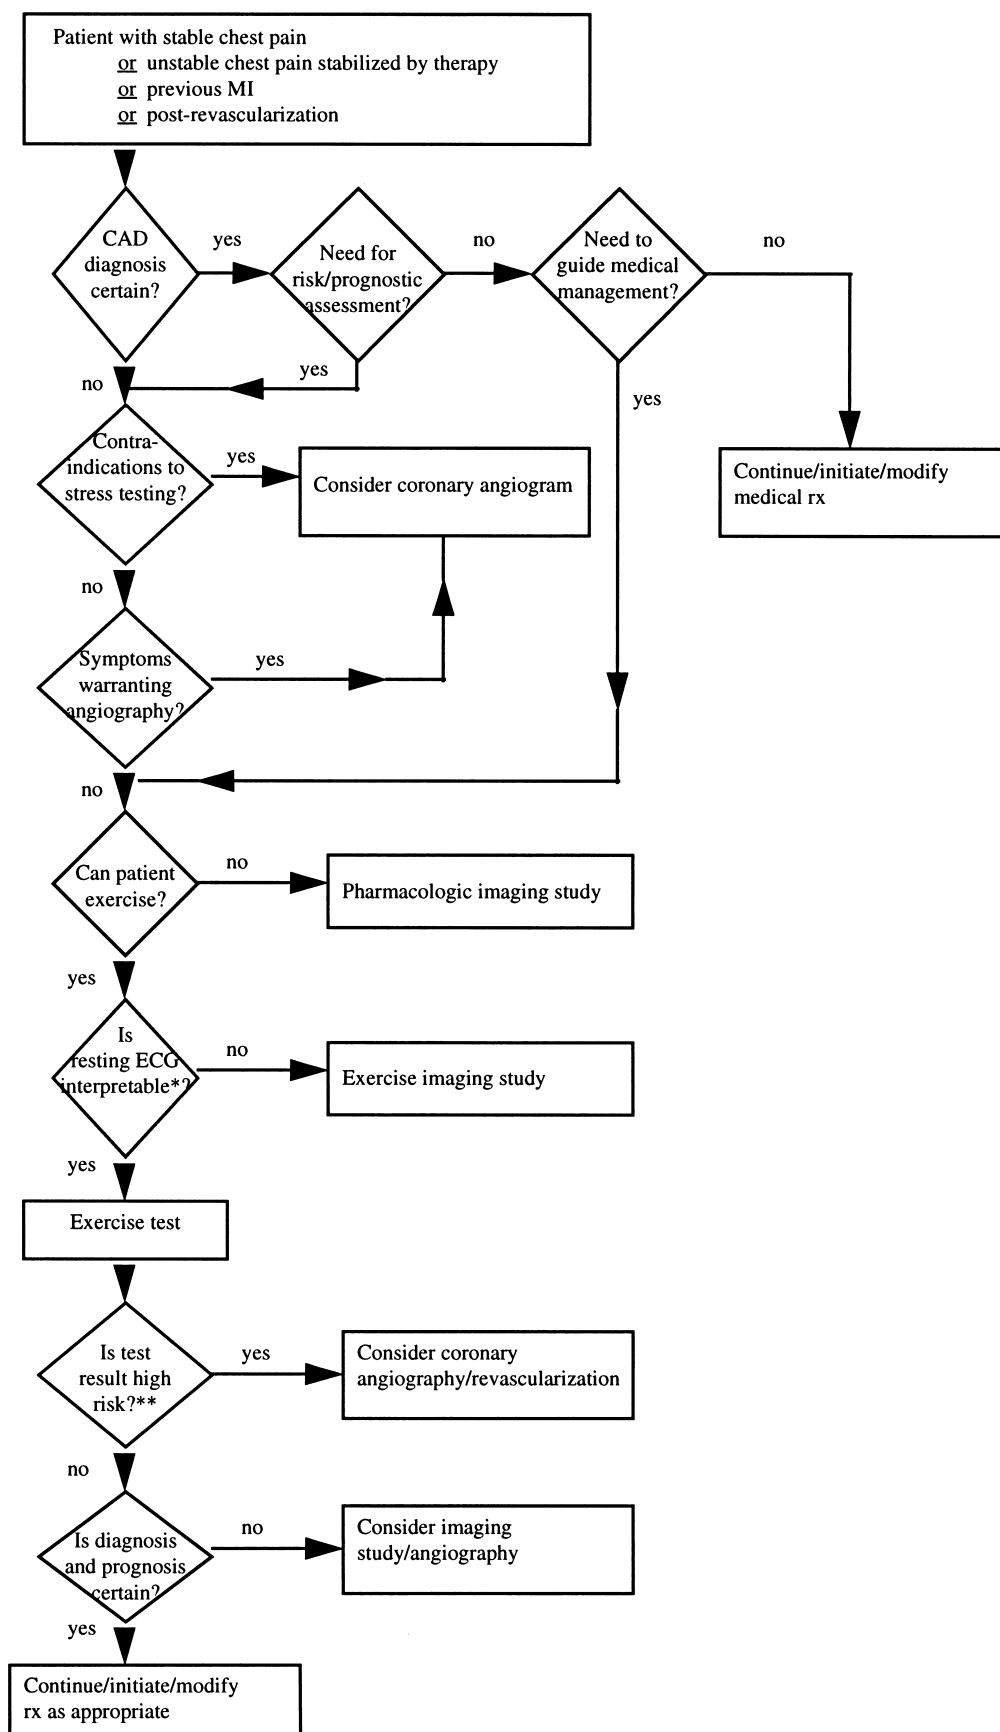 Patient with stable chest pain
or unstable chest pain stabilized by therapy
or previous MI
or post-revascularization
CAD
diagnosis
certain?
yes
Need for
risk/prognostic
assessment?
no
Need to
guide medical
management?
no
yes
no
yes
Contra-
indications to
stress testing?
yes
Consider coronary angiogram
Continue/initiate/modify
medical rx
no
Symptoms
warranting
angiography?
yes
no
Can patient
exercise?
no
Pharmacologic imaging study
yes
Is
resting ECG
interpretable*?
no
Exercise imaging study
yes
Exercise test
Is test
result high
risk?**
yes
Consider coronary
angiography/revascularization
no
Is diagnosis
and prognosis
certain?
no
Consider imaging
study/angiography
yes
Continue/initiate/modify
rx as appropriate